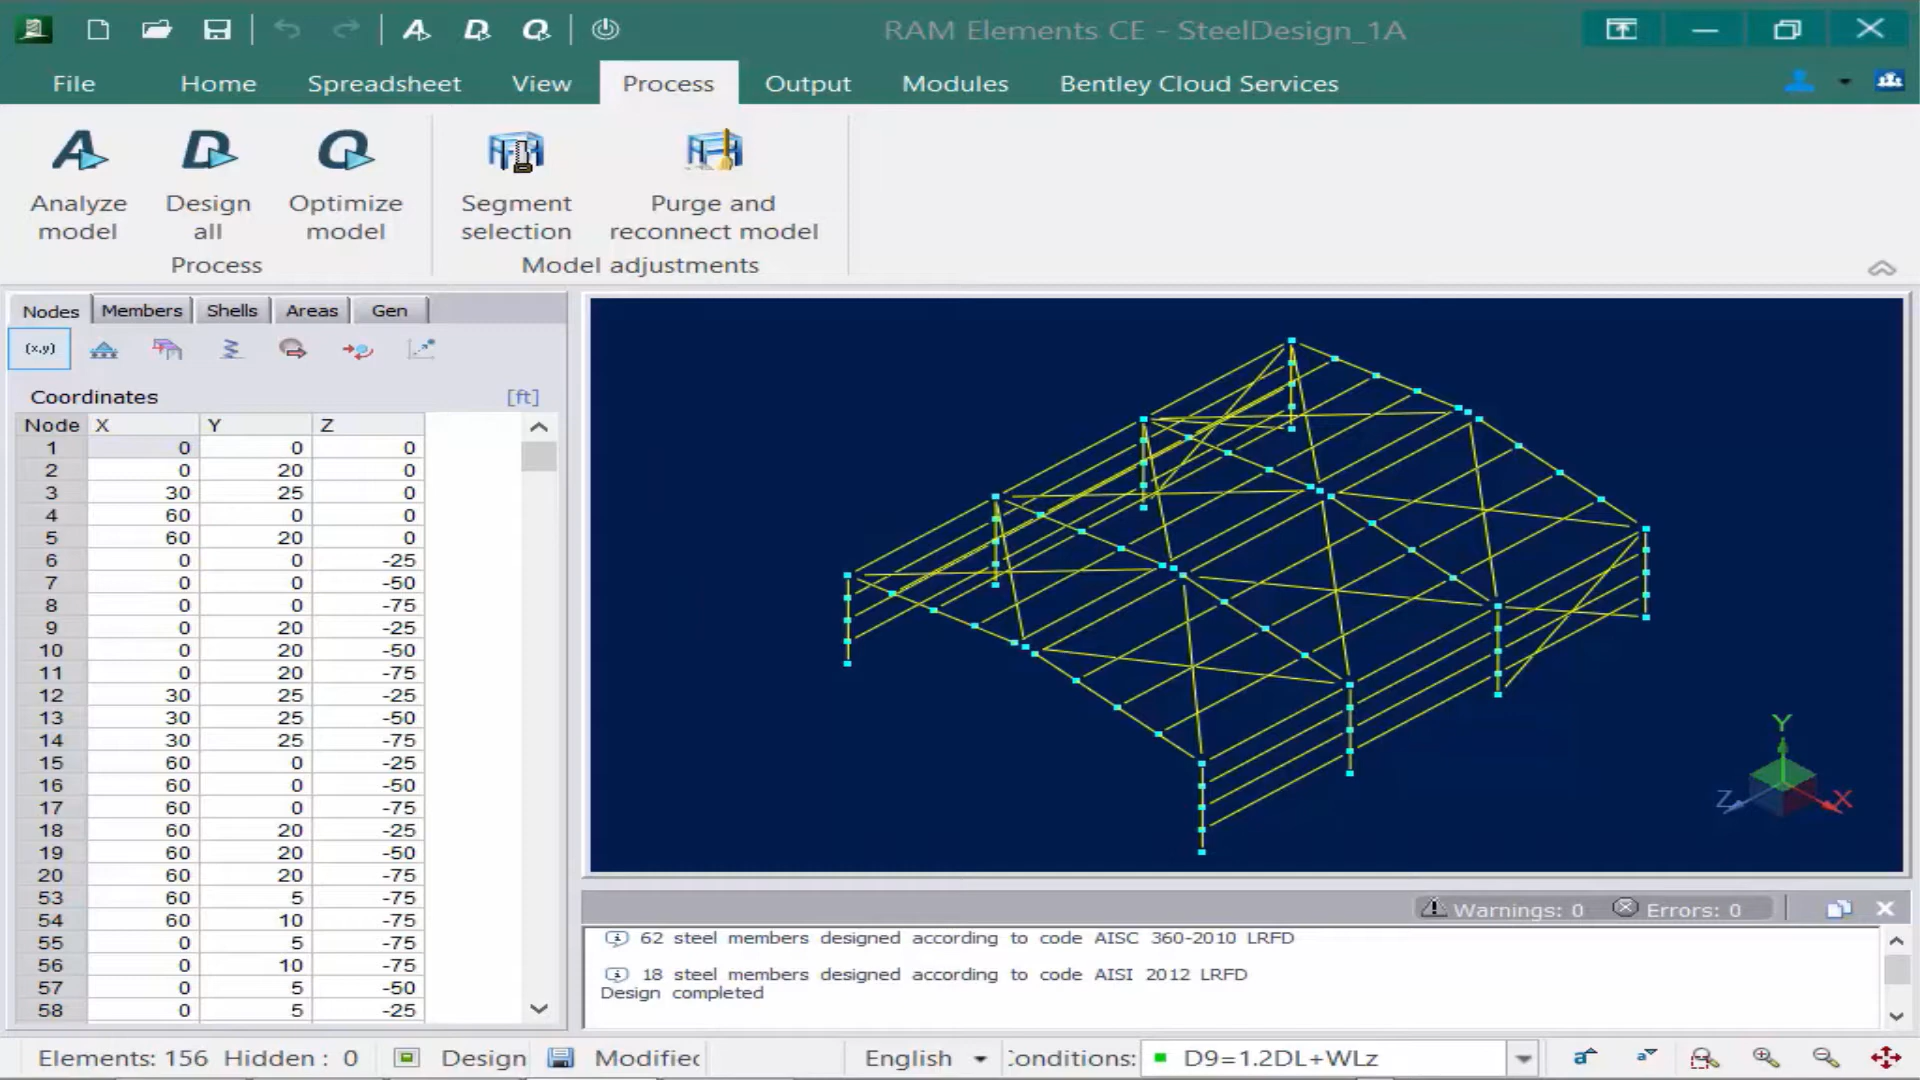 RAM Elements CE - SteelDesign_1A
File Home Spreadsheet View Process Output Modules Bentley Cloud Services
Analyze model
Design all
Optimize model
Process
Segment selection
Purge and reconnect model
Model adjustments
Nodes Members Shells Areas Gen
(x,y)
Coordinates [ft]
Node X Y Z
1 0 0 0
2 0 20 0
3 30 25 0
4 60 0 0
5 60 20 0
6 0 0 -25
7 0 0 -50
8 0 0 -75
9 0 20 -25
10 0 20 -50
11 0 20 -75
12 30 25 -25
13 30 25 -50
14 30 25 -75
15 60 0 -25
16 60 0 -50
17 60 0 -75
18 60 20 -25
19 60 20 -50
20 60 20 -75
53 60 5 -75
54 60 10 -75
55 0 5 -75
56 0 10 -75
57 0 5 -50
58 0 5 -25
Y
Z
X
Warnings: 0 Errors: 0
62 steel members designed according to code AISC 360-2010 LRFD
18 steel members designed according to code AISI 2012 LRFD
Design completed
Elements: 156 Hidden : 0 Design Modified English Conditions: D9=1.2DL+WLz